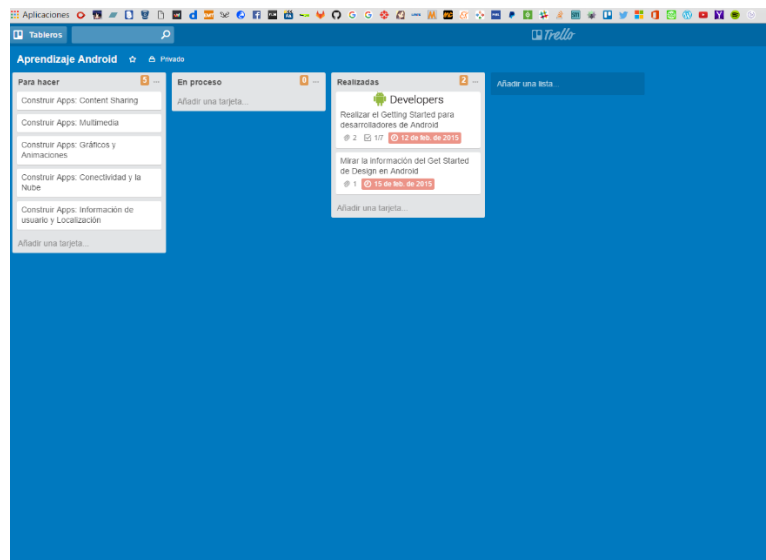 Aplicaciones
Tableros
Trello
Aprendizaje Android
Privado
Para hacer
5
Construir Apps: Content Sharing
Construir Apps: Multimedia
Construir Apps: Gráficos y
Animaciones
Construir Apps: Conectividad y la
Nube
Construir Apps: Información de
usuario y Localización
Añadir una tarjeta...
En proceso
0
Añadir una tarjeta...
Realizadas
2
Developers
Realizar el Getting Started para
desarrolladores de Android
2 1/7 12 de feb. de 2015
Mirar la información del Get Started
de Design en Android
1 15 de feb. de 2015
Añadir una tarjeta...
Añadir una lista...